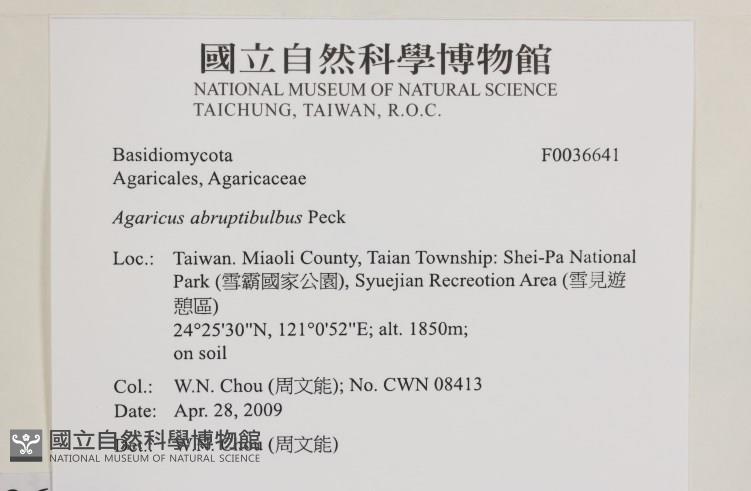 國立自然科學博物館
NATIONAL MUSEUM OF NATURAL SCIENCE
TAICHUNG, TAIWAN, R.O.C.
Basidiomycota F0036641
Agaricales, Agaricaceae
Agaricus abruptibulbus Peck
Loc.: Taiwan. Miaoli County, Taian Township: Shei-Pa National
Park (雪霸國家公園), Syuejian Recreotion Area (雪見遊
憩區)
24°25'30"N, 121°0'52"E; alt. 1850m;
on soil
Col.: W.N. Chou (周文能); No. CWN 08413
Date: Apr. 28, 2009
Det.: W.N. Chou (周文能)
國立自然科學博物館
NATIONAL MUSEUM OF NATURAL SCIENCE